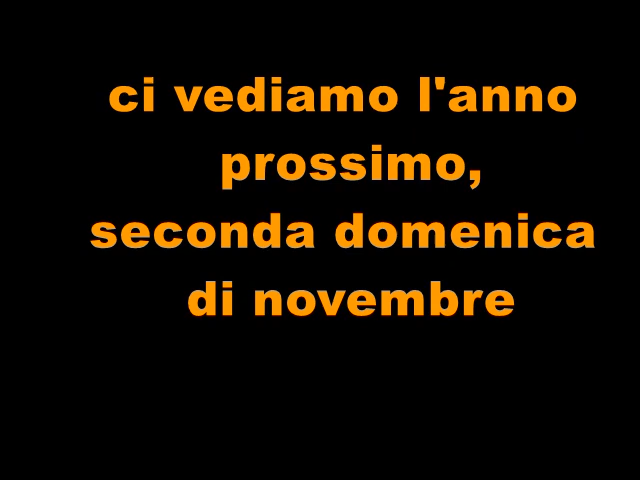 ci vediamo l'anno
prossimo,
seconda domenica
di novembre